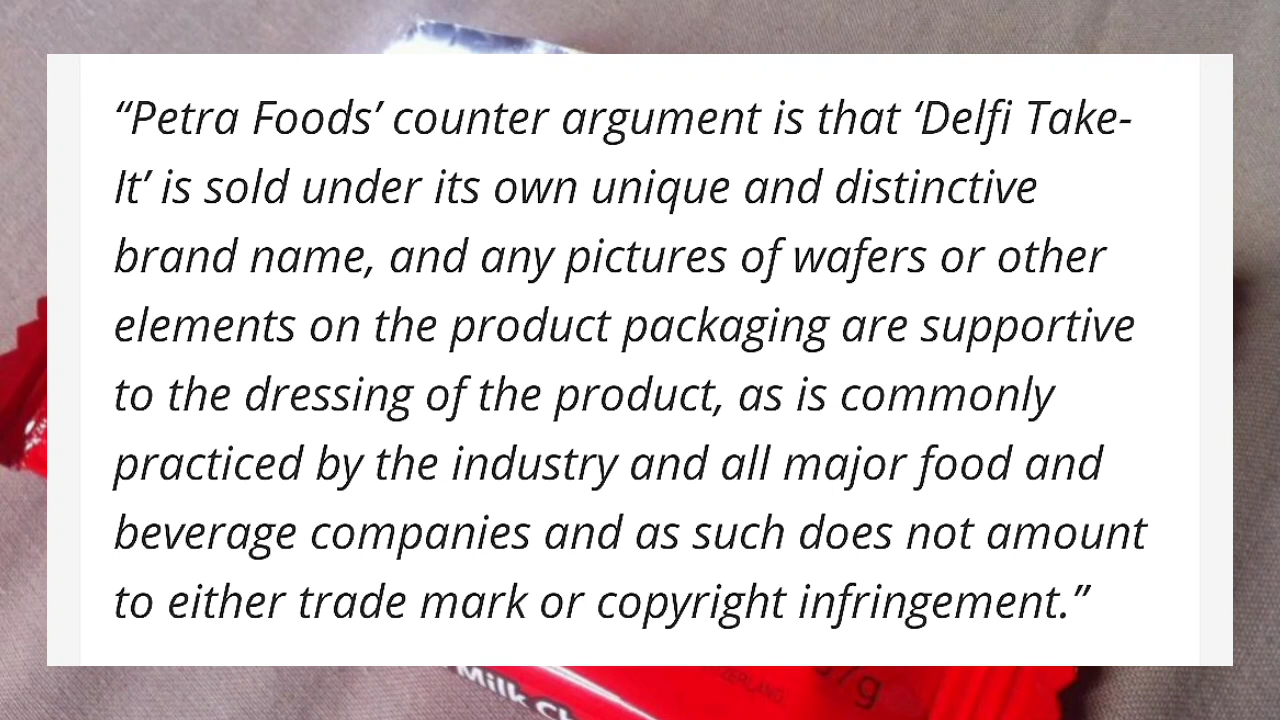 “Petra Foods’ counter argument is that ‘Delfi Take-
It’ is sold under its own unique and distinctive
brand name, and any pictures of wafers or other
elements on the product packaging are supportive
to the dressing of the product, as is commonly
practiced by the industry and all major food and
beverage companies and as such does not amount
to either trade mark or copyright infringement.”
Milk